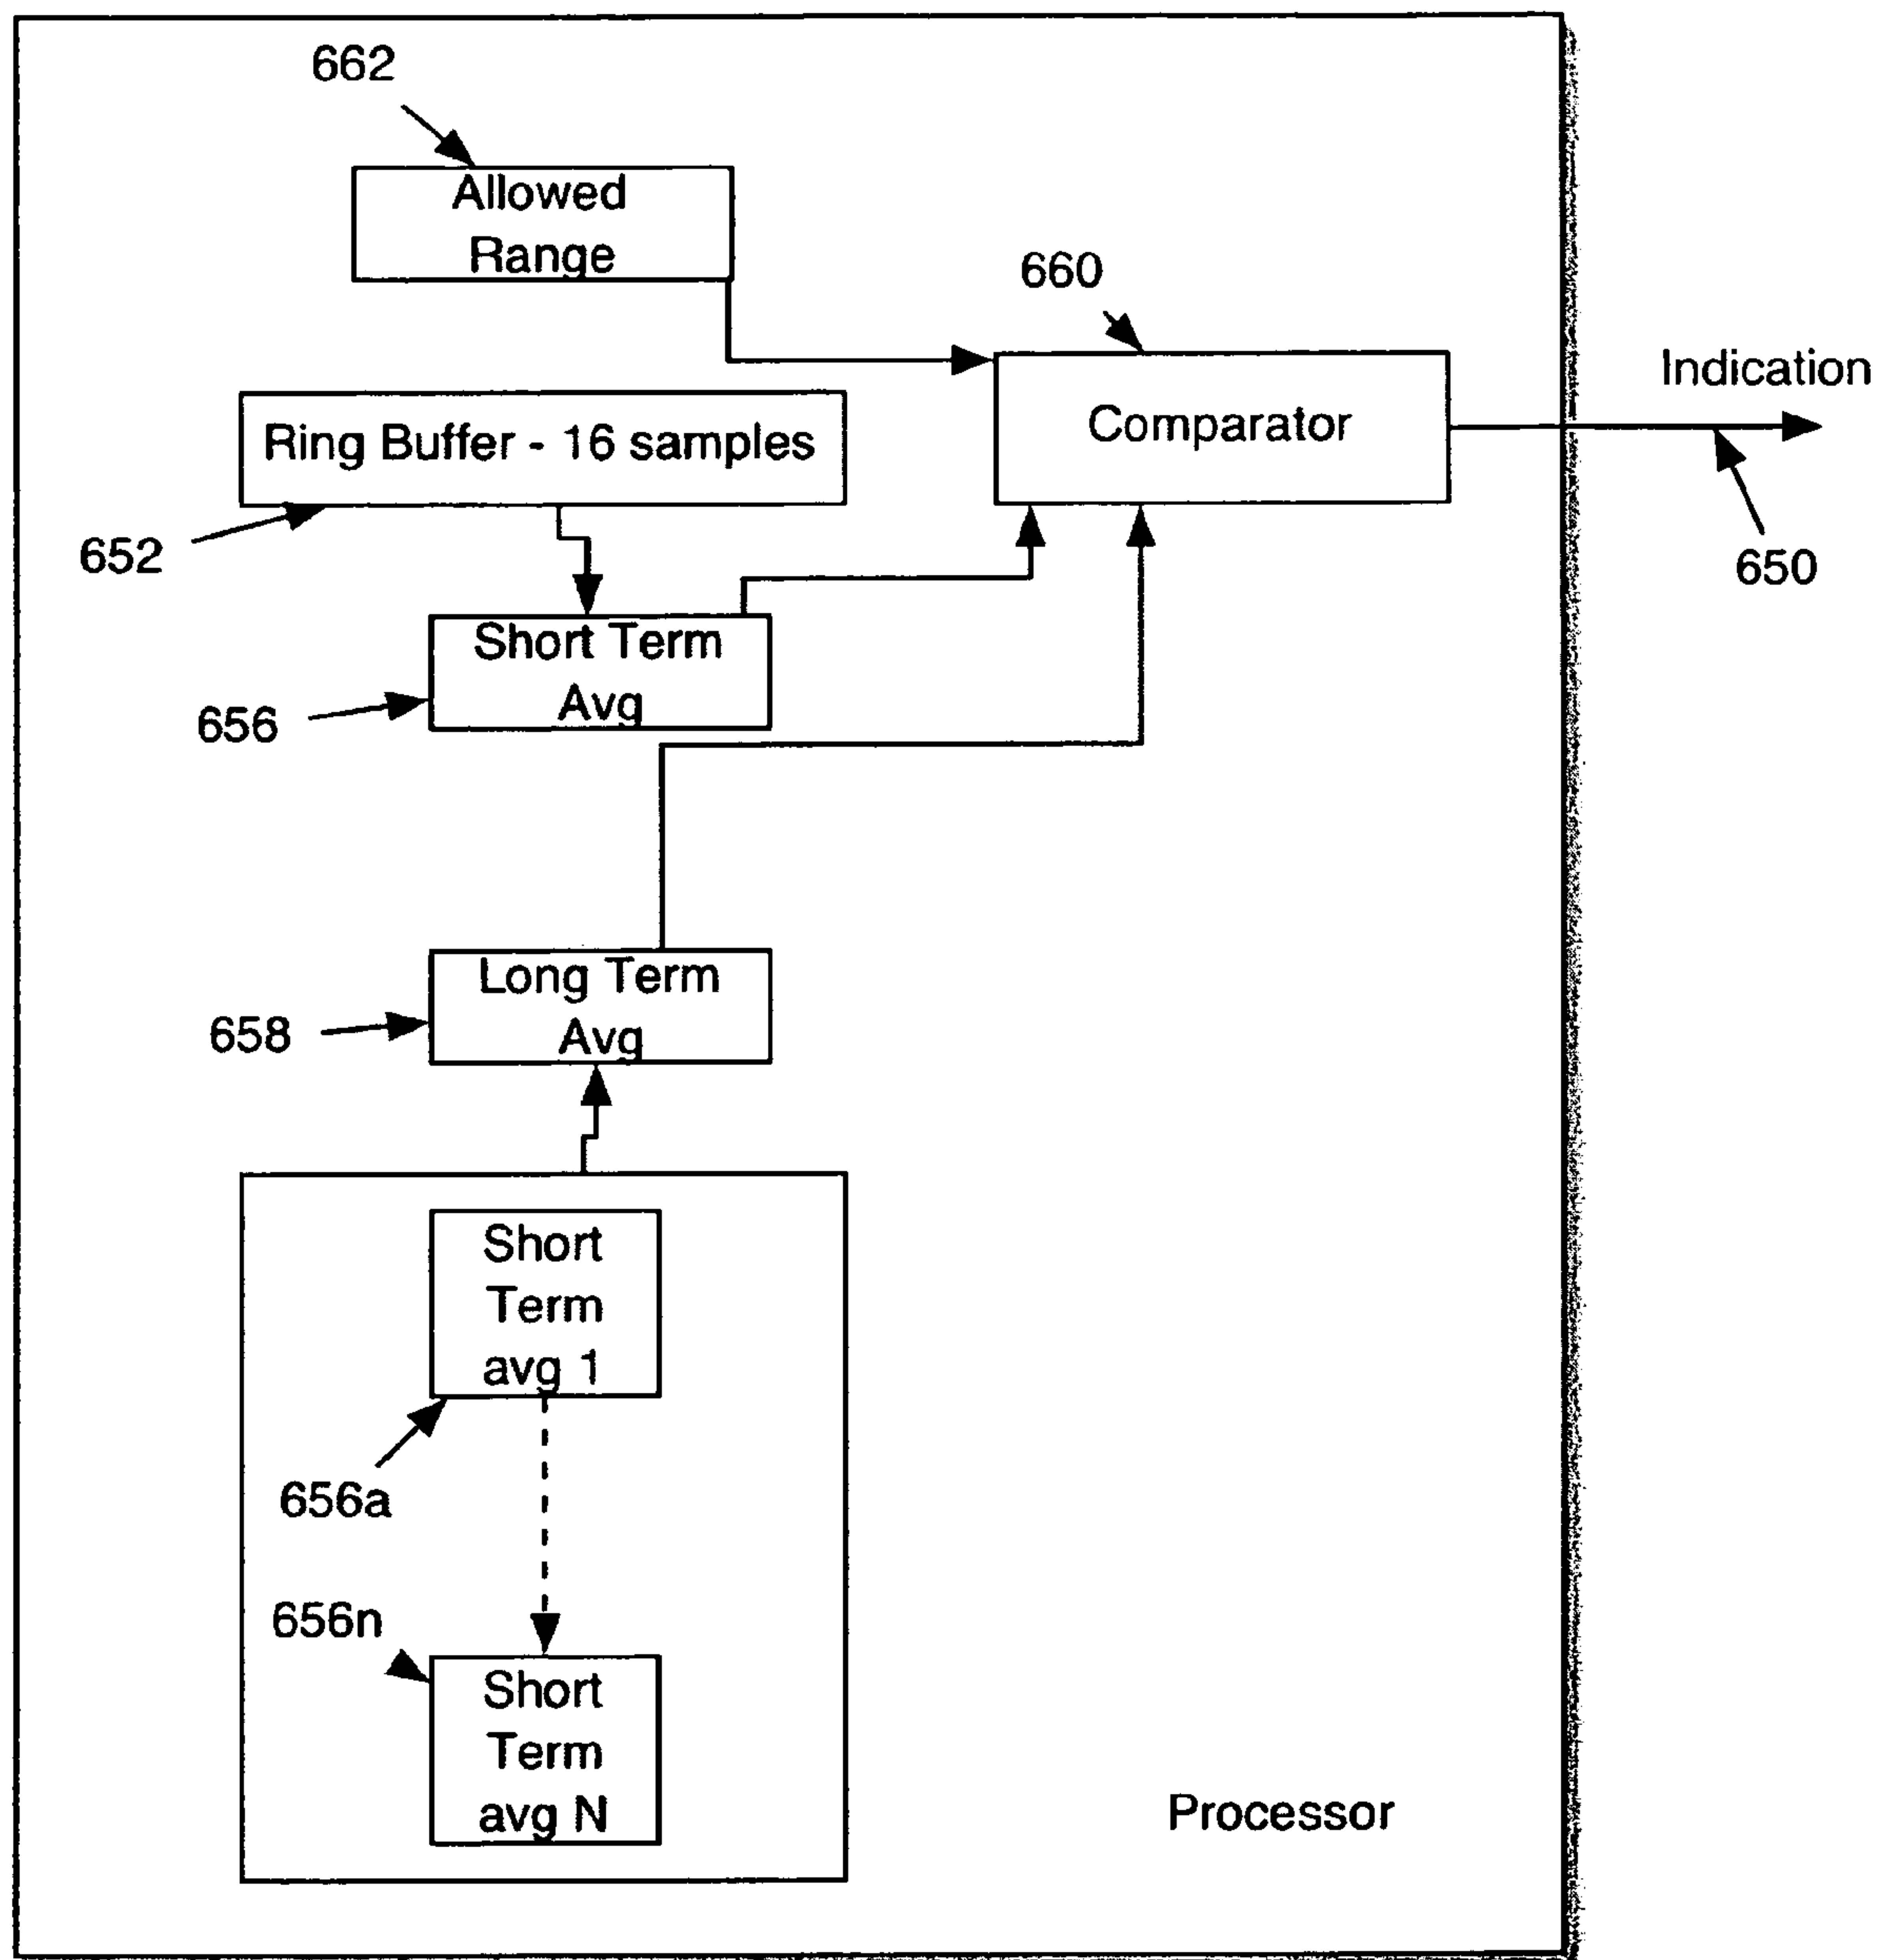 662
Allowed
Range
660
Indication
Comparator
Ring Buffer - 16 samples
652
650
Short Term
Avg
656
Long Term
Avg
658
Short
Term
avg 1
656a
656n
Short
Term
avg N
Processor